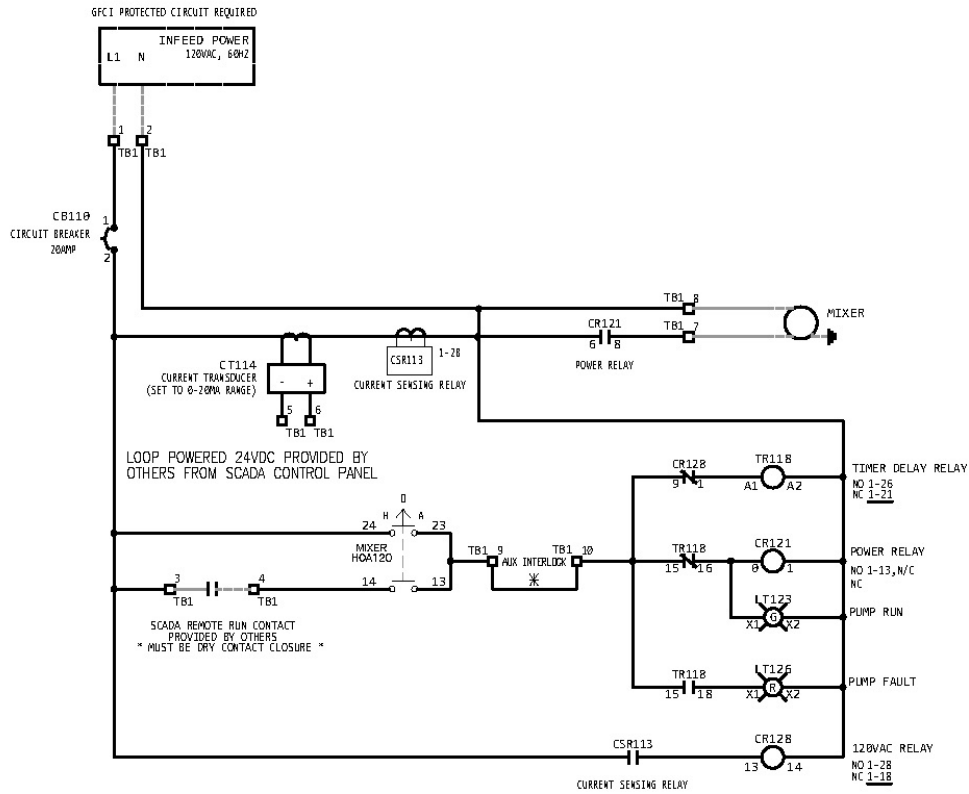 GFCI PROTECTED CIRCUIT REQUIRED
INFEED POWER
120VAC, 60HZ
L1 N
1 2
TB1 TB1
CB110
CIRCUIT BREAKER
20AMP
1
2
TB1 8
MIXER
CR121
6 8
POWER RELAY
TB1 7
CSR113
1-28
CURRENT SENSING RELAY
CT114
CURRENT TRANSDUCER
(SET TO 0-20MA RANGE)
- +
5 6
TB1 TB1
LOOP POWERED 24VDC PROVIDED BY
OTHERS FROM SCADA CONTROL PANEL
CR128
9 1
TR118
A1 A2
TIMER DELAY RELAY
NO 1-26
NC 1-21
O
H A
24 23
MIXER
HOA120
14 13
TB1 9
AUX INTERLOCK
TB1 10
TR118
15 16
CR121
0 1
POWER RELAY
NO 1-13,N/C
NC
LT123
X1 G X2
PUMP RUN
3 4
TB1 TB1
SCADA REMOTE RUN CONTACT
PROVIDED BY OTHERS
* MUST BE DRY CONTACT CLOSURE *
TR118
15 18
LT126
X1 R X2
PUMP FAULT
CSR113
CURRENT SENSING RELAY
CR128
13 14
120VAC RELAY
NO 1-28
NC 1-18